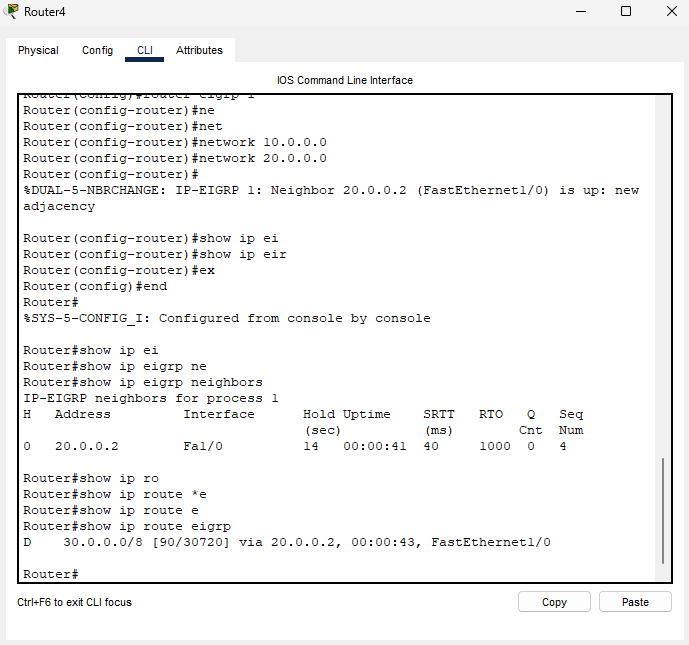 Router4
Physical Config CLI Attributes
IOS Command Line Interface
Router(config)#router eigrp 1
Router(config-router)#ne
Router(config-router)#net
Router(config-router)#network 10.0.0.0
Router(config-router)#network 20.0.0.0
Router(config-router)#
%DUAL-5-NBRCHANGE: IP-EIGRP 1: Neighbor 20.0.0.2 (FastEthernet1/0) is up: new
adjacency
Router(config-router)#show ip ei
Router(config-router)#show ip eir
Router(config-router)#ex
Router(config)#end
Router#
%SYS-5-CONFIG_I: Configured from console by console
Router#show ip ei
Router#show ip eigrp ne
Router#show ip eigrp neighbors
IP-EIGRP neighbors for process 1
H Address Interface Hold Uptime SRTT RTO Q Seq
(sec) (ms) Cnt Num
0 20.0.0.2 Fa1/0 14 00:00:41 40 1000 0 4
Router#show ip ro
Router#show ip route *e
Router#show ip route e
Router#show ip route eigrp
D 30.0.0.0/8 [90/30720] via 20.0.0.2, 00:00:43, FastEthernet1/0
Router#
Ctrl+F6 to exit CLI focus
Copy Paste